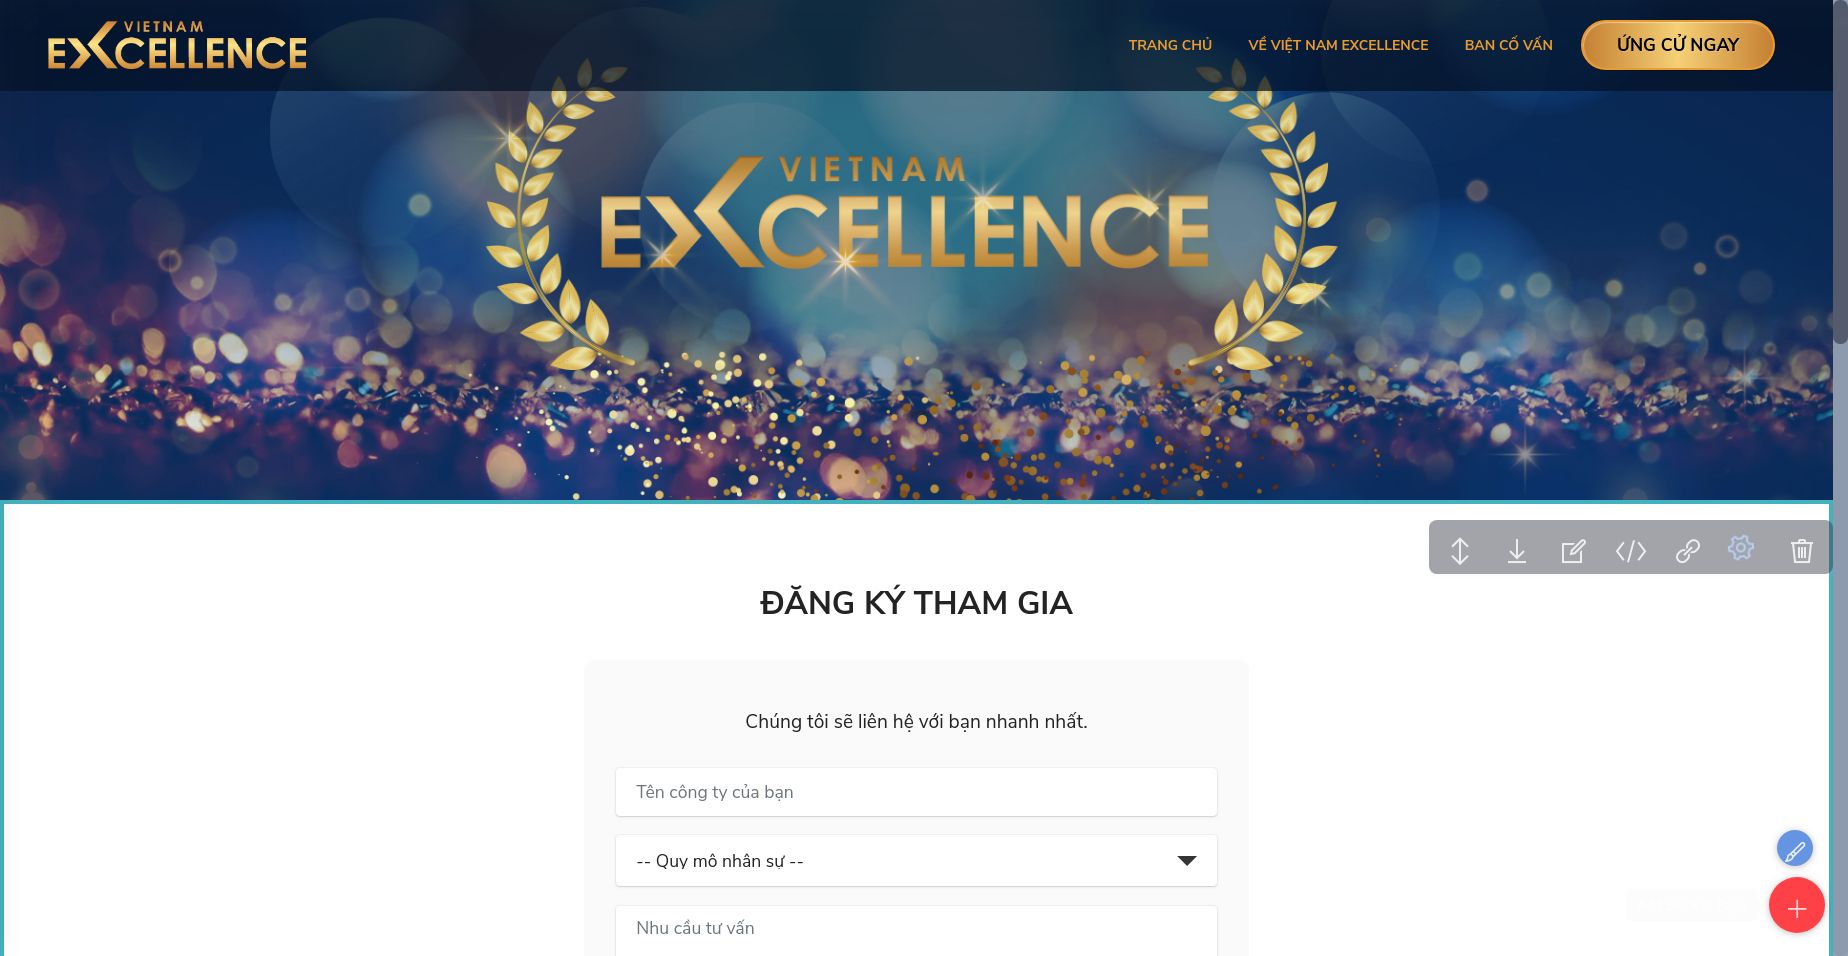 VIETNAM
EXCELLENCE
TRANG CHỦ
VỀ VIỆT NAM EXCELLENCE
BAN CỐ VẤN
ỨNG CỬ NGAY
VIETNAM
EXCELLENCE
ĐĂNG KÝ THAM GIA
Chúng tôi sẽ liên hệ với bạn nhanh nhất.
Tên công ty của bạn
-- Quy mô nhân sự --
Nhu cầu tư vấn